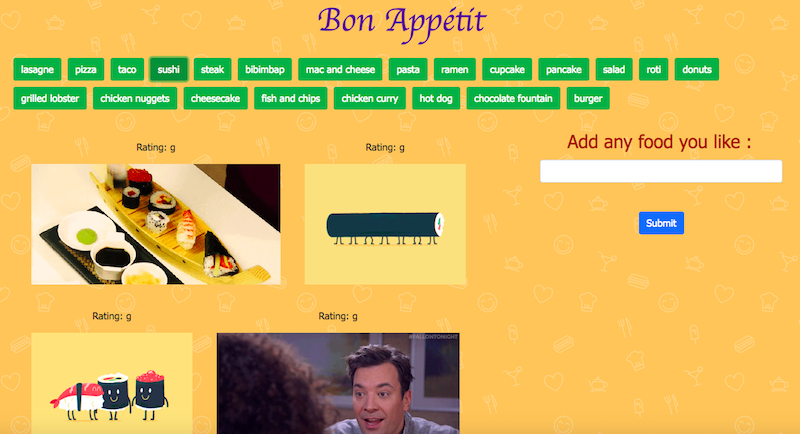 Bon Appétit
lasagne pizza taco sushi steak bibimbap mac and cheese pasta ramen cupcake pancake salad roti donuts
grilled lobster chicken nuggets cheesecake fish and chips chicken curry hot dog chocolate fountain burger
Add any food you like :
Rating: g Rating: g
Submit
Rating: g Rating: g
#FALLONTONIGHT